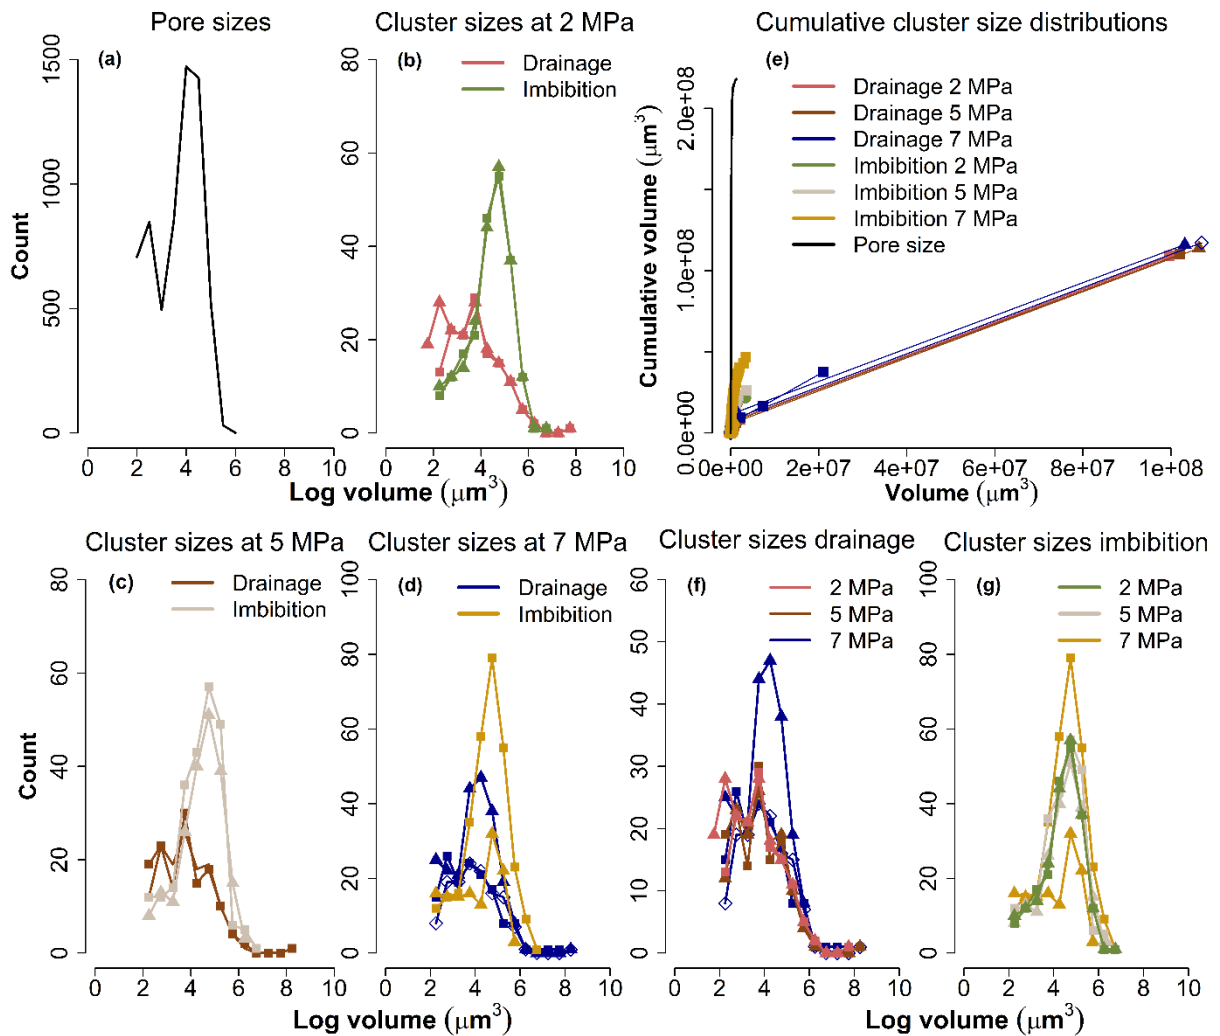 Pore sizes
(a)
Count
0
500
1000
1500
0
2
4
6
8
10
Cluster sizes at 2 MPa
(b)
Drainage
Imbibition
0
20
40
60
80
0
2
4
6
8
10
Log volume (μm³)
Cumulative cluster size distributions
(e)
Drainage 2 MPa
Drainage 5 MPa
Drainage 7 MPa
Imbibition 2 MPa
Imbibition 5 MPa
Imbibition 7 MPa
Pore size
Cumulative volume (μm³)
0.0e+00
1.0e+08
2.0e+08
0e+00
2e+07
4e+07
6e+07
8e+07
1e+08
Volume (μm³)
Cluster sizes at 5 MPa
(c)
Drainage
Imbibition
Count
0
20
40
60
80
0
2
4
6
8
10
Cluster sizes at 7 MPa
(d)
Drainage
Imbibition
0
20
40
60
80
100
0
2
4
6
8
10
Log volume (μm³)
Cluster sizes drainage
(f)
2 MPa
5 MPa
7 MPa
0
10
20
30
40
50
60
0
2
4
6
8
10
Cluster sizes imbibition
(g)
2 MPa
5 MPa
7 MPa
0
20
40
60
80
100
0
2
4
6
8
10
Log volume (μm³)